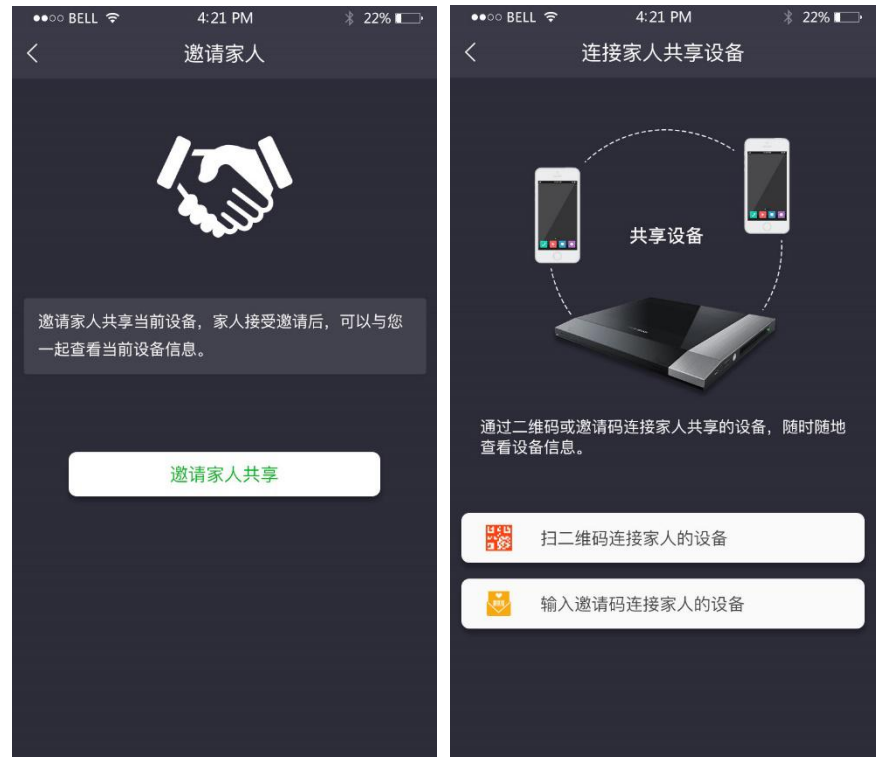 BELL 4:21 PM 22%
邀请家人
邀请家人共享当前设备，家人接受邀请后，可以与您
一起查看当前设备信息。
邀请家人共享
BELL 4:21 PM 22%
连接家人共享设备
共享设备
通过二维码或邀请码连接家人共享的设备，随时随地
查看设备信息。
扫二维码连接家人的设备
输入邀请码连接家人的设备